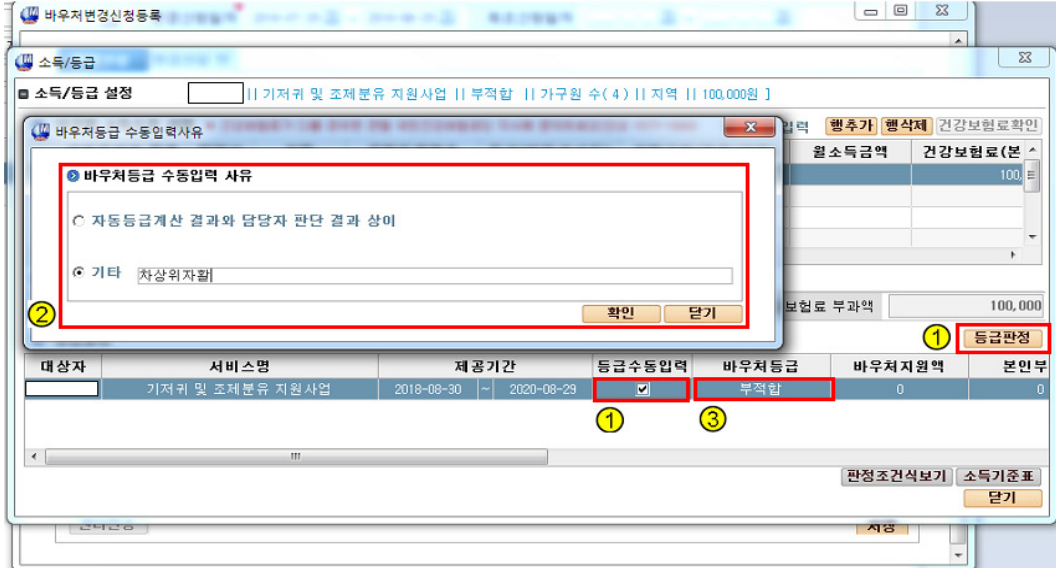 바우처변경신청등록
소득/등급
소득/등급 설정 || 기저귀 및 조제분유 지원사업 || 부적합 || 가구원 수( 4 ) || 지역 || 100,000원 ]
바우처등급 수동입력사유
입력 행추가 행삭제 건강보험료확인
월소득금액 건강보험료(본
100,
바우처등급 수동입력 사유
자동등급계산 결과와 담당자 판단 결과 상이
기타 차상위자활
확인 닫기
②
보험료 부과액 100,000
① 등급판정
대상자 서비스명 제공기간 등급수동입력 바우처등급 바우처지원액 본인부
기저귀 및 조제분유 지원사업 2018-08-30 ~ 2020-08-29 부적합 0 0
① ③
판정조건식보기 소득기준표
닫기
저장